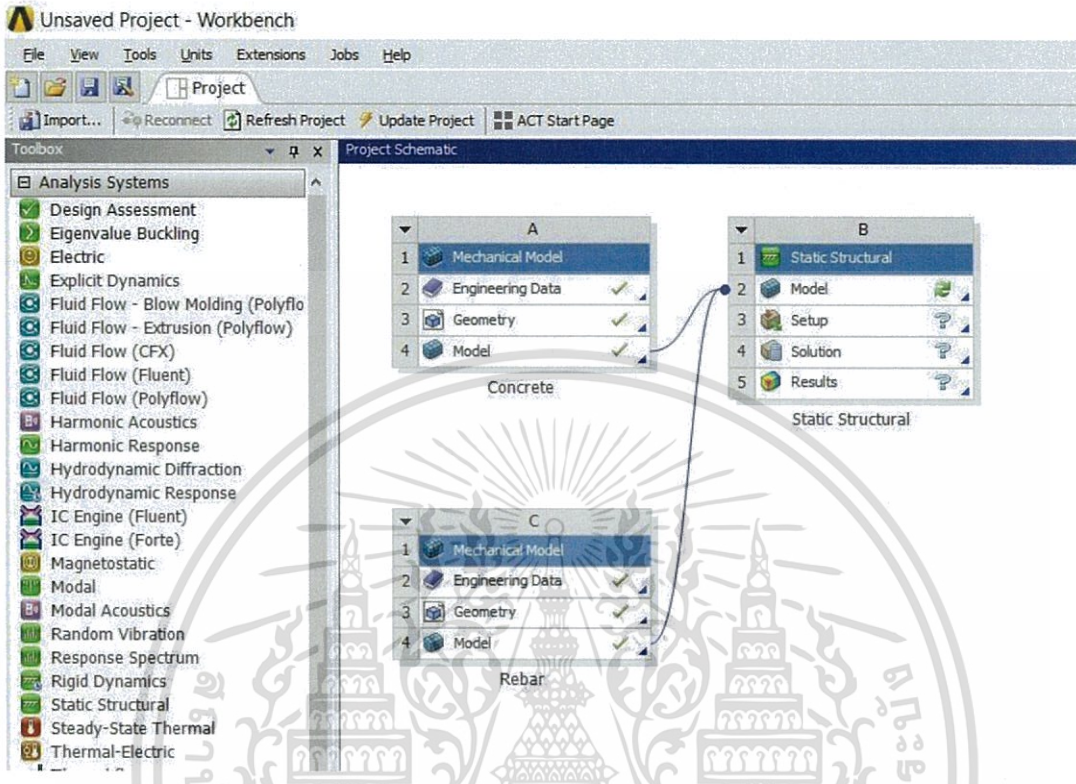 Unsaved Project - Workbench
File View Tools Units Extensions Jobs Help
Project
Import... Reconnect Refresh Project Update Project ACT Start Page
Toolbox
Project Schematic
Analysis Systems
Design Assessment
Eigenvalue Buckling
Electric
Explicit Dynamics
Fluid Flow - Blow Molding (Polyflo
Fluid Flow - Extrusion (Polyflow)
Fluid Flow (CFX)
Fluid Flow (Fluent)
Fluid Flow (Polyflow)
Harmonic Acoustics
Harmonic Response
Hydrodynamic Diffraction
Hydrodynamic Response
IC Engine (Fluent)
IC Engine (Forte)
Magnetostatic
Modal
Modal Acoustics
Random Vibration
Response Spectrum
Rigid Dynamics
Static Structural
Steady-State Thermal
Thermal-Electric
A
1 Mechanical Model
2 Engineering Data
3 Geometry
4 Model
Concrete
B
1 Static Structural
2 Model
3 Setup
4 Solution
5 Results
Static Structural
C
1 Mechanical Model
2 Engineering Data
3 Geometry
4 Model
Rebar